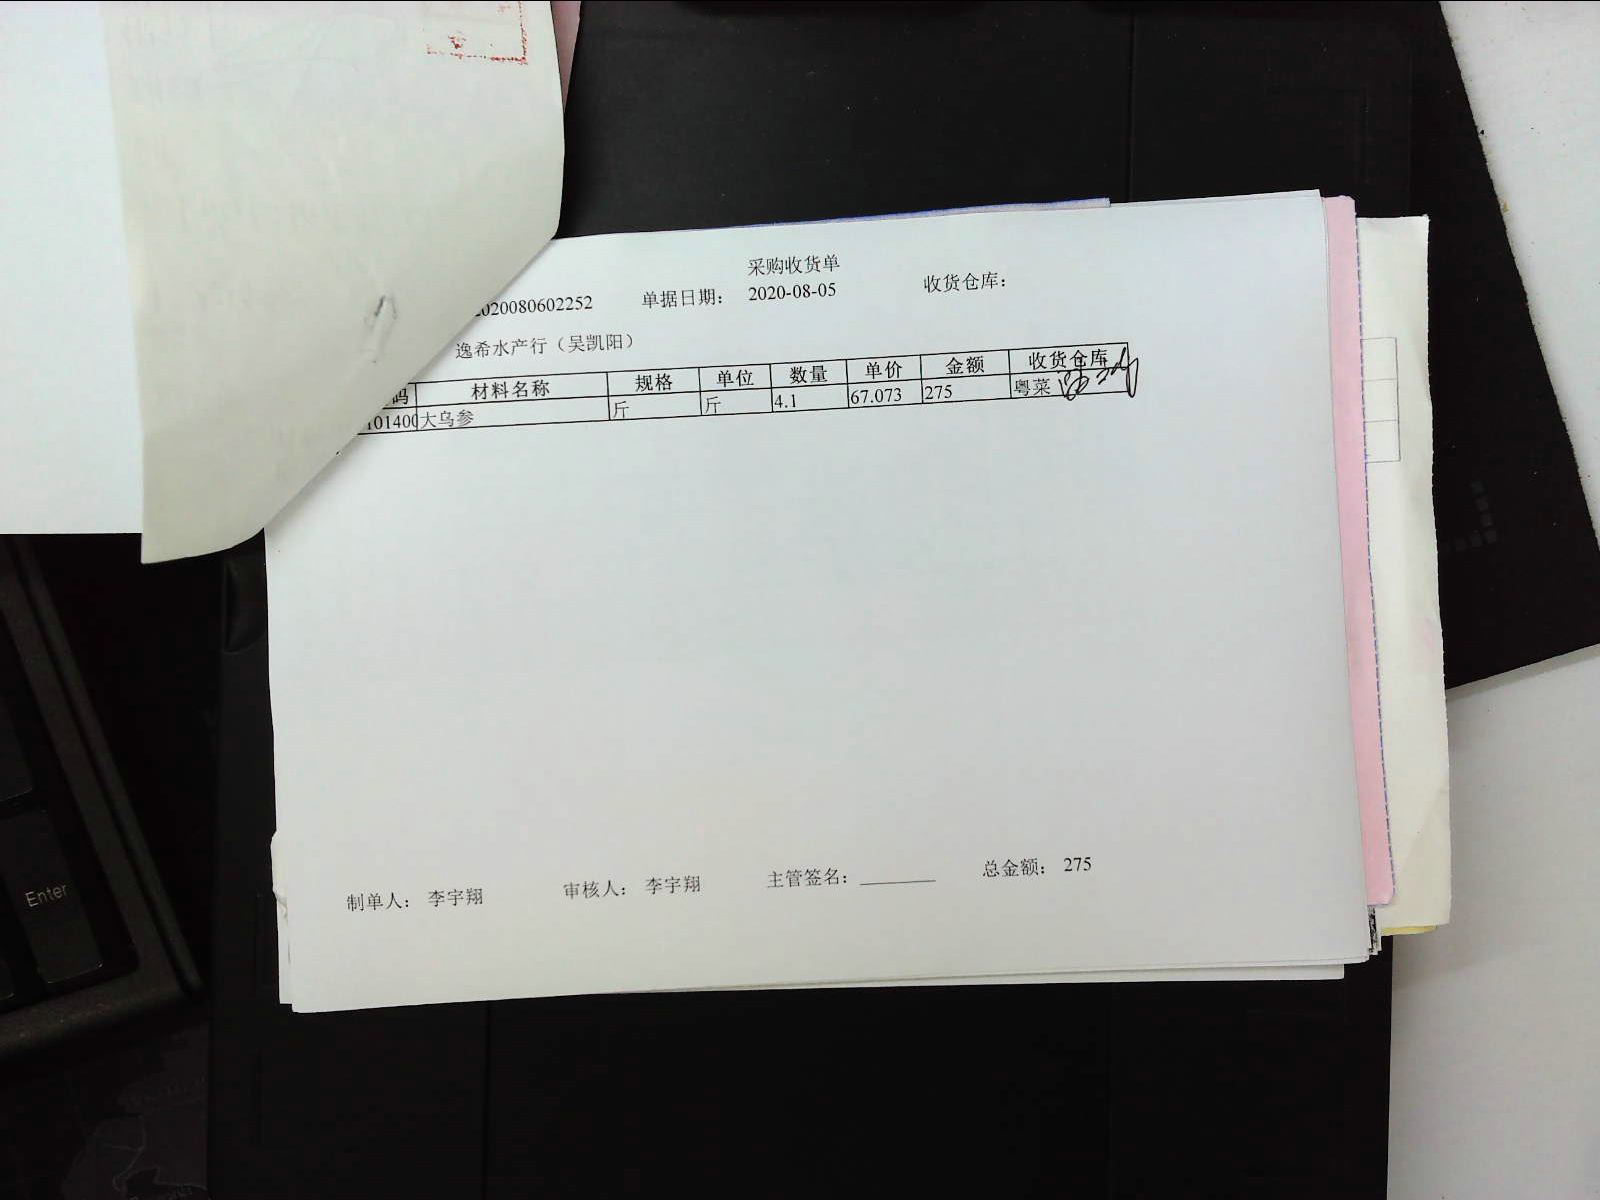 采购收货单
020080602252 单据日期： 2020-08-05 收货仓库：
逸希水产行（吴凯阳）
码 材料名称 规格 单位 数量 单价 金额 收货仓库
101400 大乌参 斤 斤 4.1 67.073 275 粤菜
制单人： 李宇翔 审核人： 李宇翔 主管签名： 总金额： 275
Enter